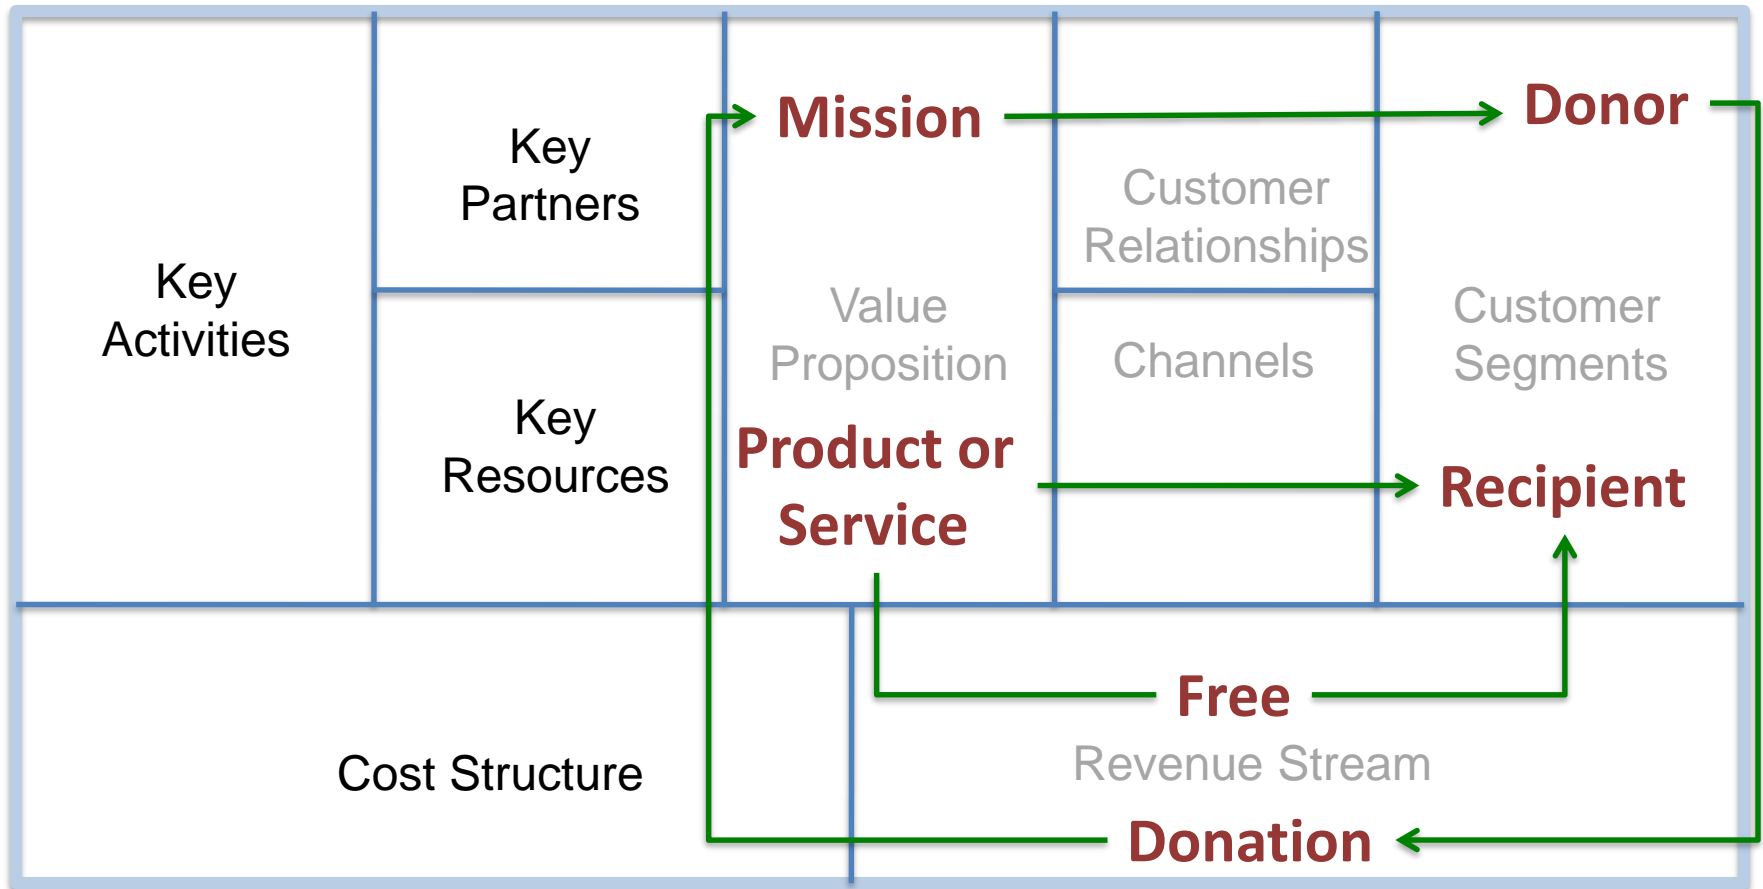 Key
Activities
Key
Partners
Key
Resources
Mission
Value
Proposition
Product or
Service
Customer
Relationships
Channels
Donor
Customer
Segments
Recipient
Cost Structure
Free
Revenue Stream
Donation